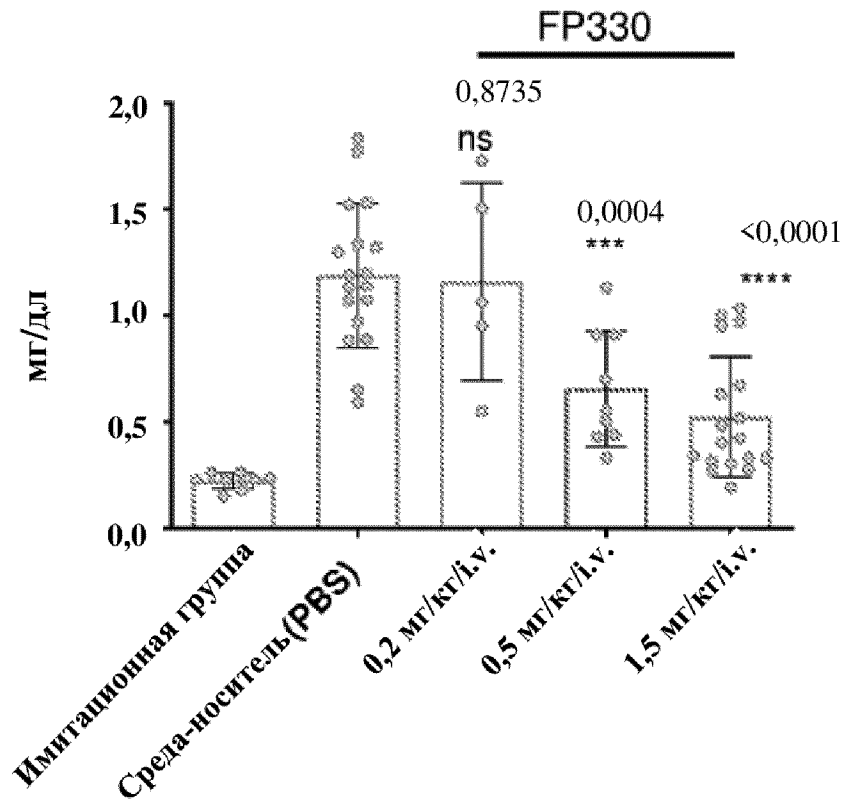 FP330
0,8735
ns
0,0004
***
<0,0001
****
мг/дл
2,0
1,5
1,0
0,5
0,0
Имитационная группа
Среда-носитель(PBS)
0,2 мг/кг/i.v.
0,5 мг/кг/i.v.
1,5 мг/кг/i.v.